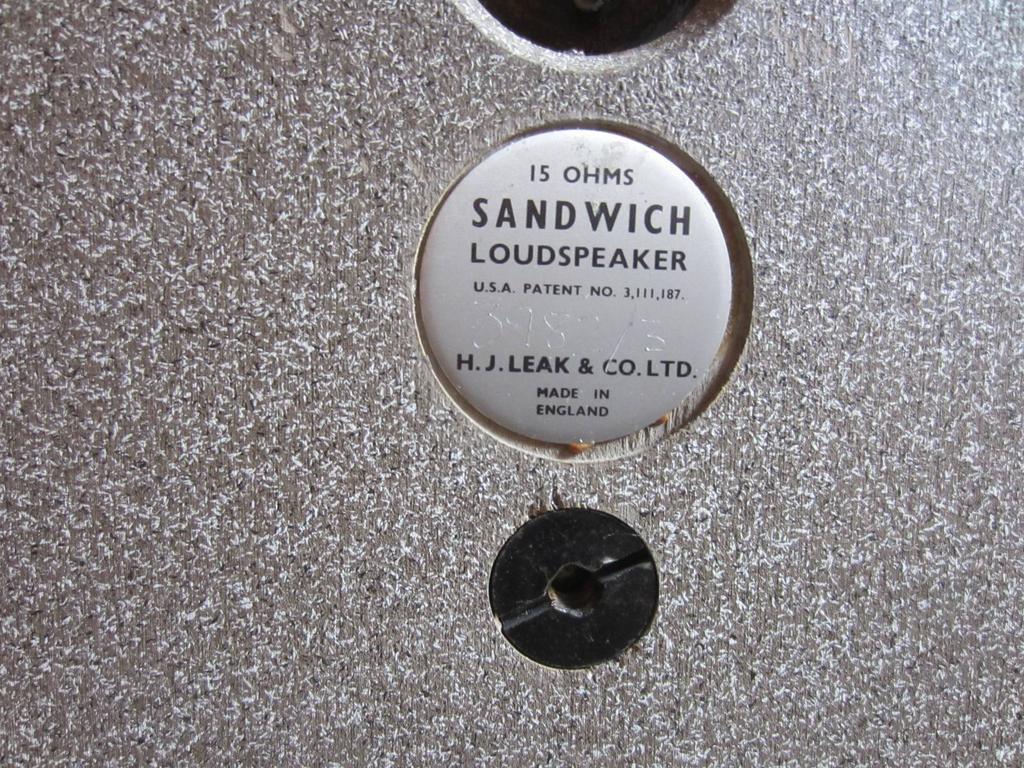 15 OHMS
SANDWICH
LOUDSPEAKER
U.S.A. PATENT NO. 3,111,187.
H. J. LEAK & CO. LTD.
MADE IN
ENGLAND